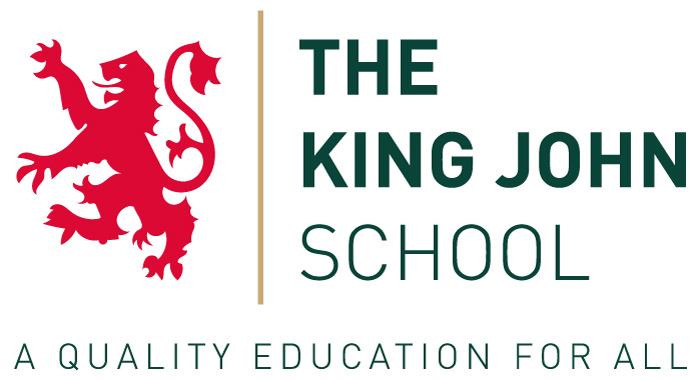 THE
KING JOHN
SCHOOL
A QUALITY EDUCATION FOR ALL